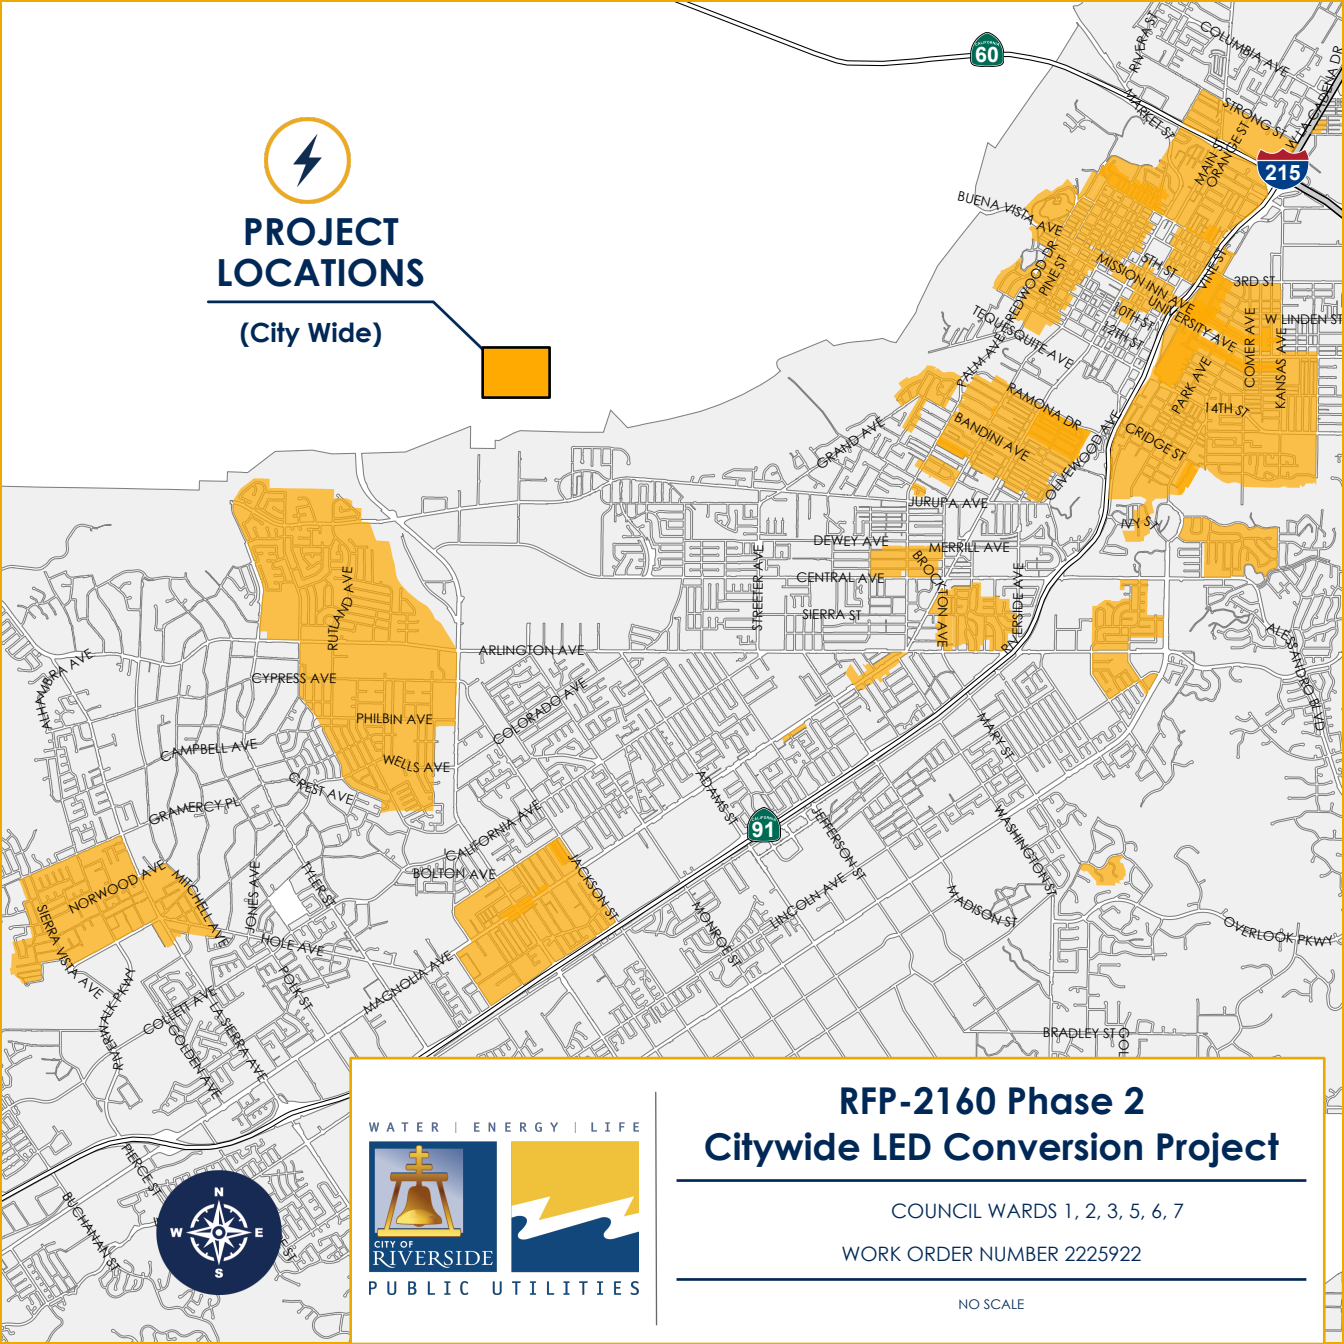 CALIFORNIA
60
RIVERA ST
COLUMBIA AVE
W LA CADENA DR
MARKET ST
STRONG ST
MAIN ST
ORANGE ST
215
PROJECT
LOCATIONS
(City Wide)
BUENA VISTA AVE
REDWOOD DR
PINE ST
5TH ST
MISSION INN AVE
VINE ST
3RD ST
10TH ST
UNIVERSITY AVE
12TH ST
W LINDEN ST
TEQUESQUITE AVE
PALM AVE
COMER AVE
KANSAS AVE
PARK AVE
14TH ST
RAMONA DR
BANDINI AVE
GRAND AVE
OLIVEWOOD AVE
CRIDGE ST
JURUPA AVE
IVY ST
DEWEY AVE
MERRILL AVE
BROCKTON AVE
CENTRAL AVE
STREETER AVE
SIERRA ST
RIVERSIDE AVE
RUTLAND AVE
ARLINGTON AVE
ALESSANDRO BLVD
ALHAMBRA AVE
CYPRESS AVE
COLORADO AVE
PHILBIN AVE
MARY ST
CAMPBELL AVE
WELLS AVE
CREST AVE
ADAMS ST
GRAMERCY PL
CALIFORNIA AVE
CALIFORNIA
91
JEFFERSON ST
WASHINGTON ST
BOLTON AVE
JACKSON ST
NORWOOD AVE
MITCHELL AVE
JONES AVE
TYLER ST
LINCOLN AVE
MADISON ST
MONROE ST
SIERRA VISTA AVE
HOLE AVE
OVERLOOK PKWY
MAGNOLIA AVE
POLK ST
RIVERWALK PKWY
COLLETT AVE
LA SIERRA AVE
GOLDEN AVE
BRADLEY ST
GOL
PIERCE ST
BUCHANAN ST
N
W
E
S
WATER | ENERGY | LIFE
CITY OF
RIVERSIDE
PUBLIC UTILITIES
RFP-2160 Phase 2
Citywide LED Conversion Project
COUNCIL WARDS 1, 2, 3, 5, 6, 7
WORK ORDER NUMBER 2225922
NO SCALE